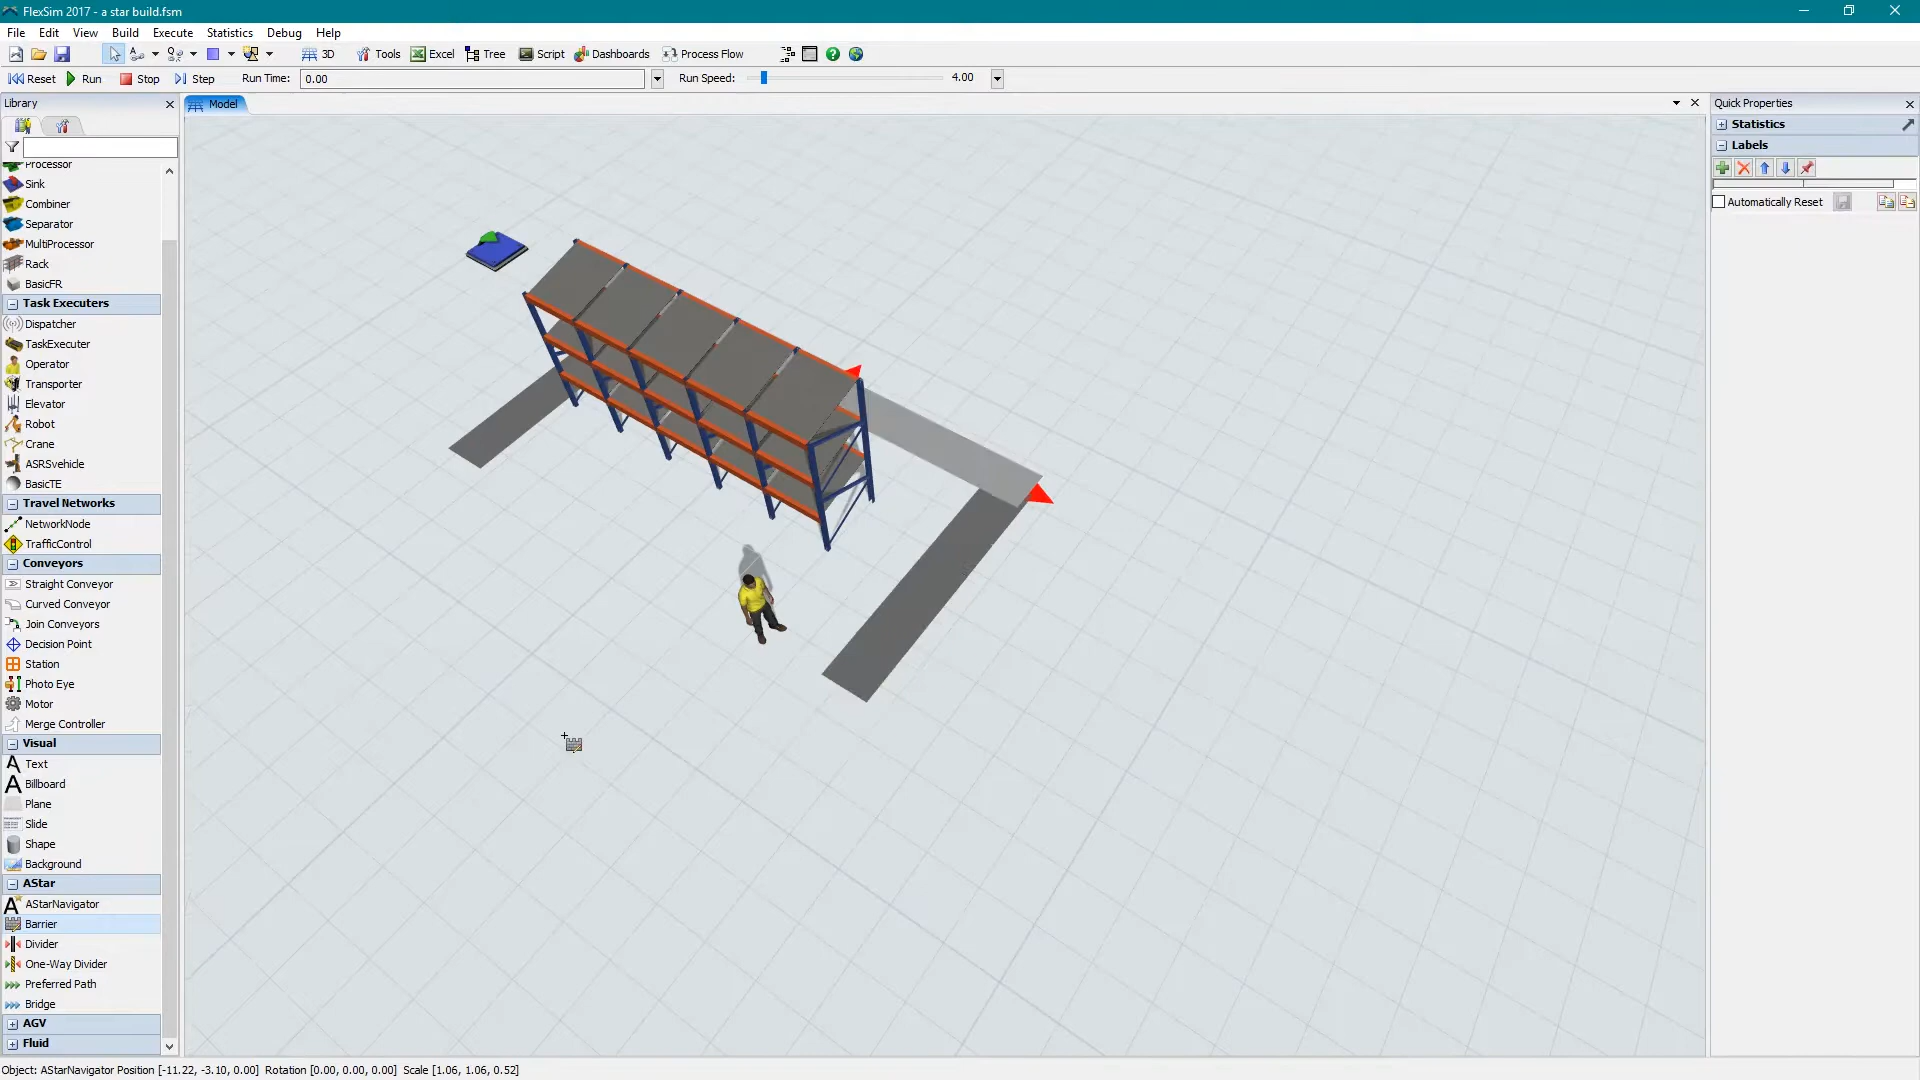 FlexSim 2017 - a star build.fsm
File Edit View Build Execute Statistics Debug Help
3D Tools Excel Tree Script Dashboards Process Flow
Reset Run Stop Step Run Time: 0.00 Run Speed: 4.00
Library
Model
Quick Properties
Statistics
Labels
Automatically Reset
Processor
Sink
Combiner
Separator
MultiProcessor
Rack
BasicFR
Task Executers
Dispatcher
TaskExecuter
Operator
Transporter
Elevator
Robot
Crane
ASRSvehicle
BasicTE
Travel Networks
NetworkNode
TrafficControl
Conveyors
Straight Conveyor
Curved Conveyor
Join Conveyors
Decision Point
Station
Photo Eye
Motor
Merge Controller
Visual
Text
Billboard
Plane
Slide
Shape
Background
AStar
AStarNavigator
Barrier
Divider
One-Way Divider
Preferred Path
Bridge
AGV
Fluid
Object: AStarNavigator Position [-11.22, -3.10, 0.00] Rotation [0.00, 0.00, 0.00] Scale [1.06, 1.06, 0.52]